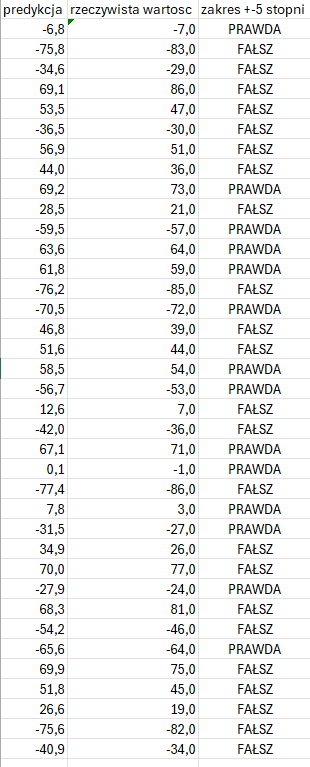 predykcja rzeczywista wartosc zakres +-5 stopni
-6,8 -7,0 PRAWDA
-75,8 -83,0 FAŁSZ
-34,6 -29,0 FAŁSZ
69,1 86,0 FAŁSZ
53,5 47,0 FAŁSZ
-36,5 -30,0 FAŁSZ
56,9 51,0 FAŁSZ
44,0 36,0 FAŁSZ
69,2 73,0 PRAWDA
28,5 21,0 FAŁSZ
-59,5 -57,0 PRAWDA
63,6 64,0 PRAWDA
61,8 59,0 PRAWDA
-76,2 -85,0 FAŁSZ
-70,5 -72,0 PRAWDA
46,8 39,0 FAŁSZ
51,6 44,0 FAŁSZ
58,5 54,0 PRAWDA
-56,7 -53,0 PRAWDA
12,6 7,0 FAŁSZ
-42,0 -36,0 FAŁSZ
67,1 71,0 PRAWDA
0,1 -1,0 PRAWDA
-77,4 -86,0 FAŁSZ
7,8 3,0 PRAWDA
-31,5 -27,0 PRAWDA
34,9 26,0 FAŁSZ
70,0 77,0 FAŁSZ
-27,9 -24,0 PRAWDA
68,3 81,0 FAŁSZ
-54,2 -46,0 FAŁSZ
-65,6 -64,0 PRAWDA
69,9 75,0 FAŁSZ
51,8 45,0 FAŁSZ
26,6 19,0 FAŁSZ
-75,6 -82,0 FAŁSZ
-40,9 -34,0 FAŁSZ